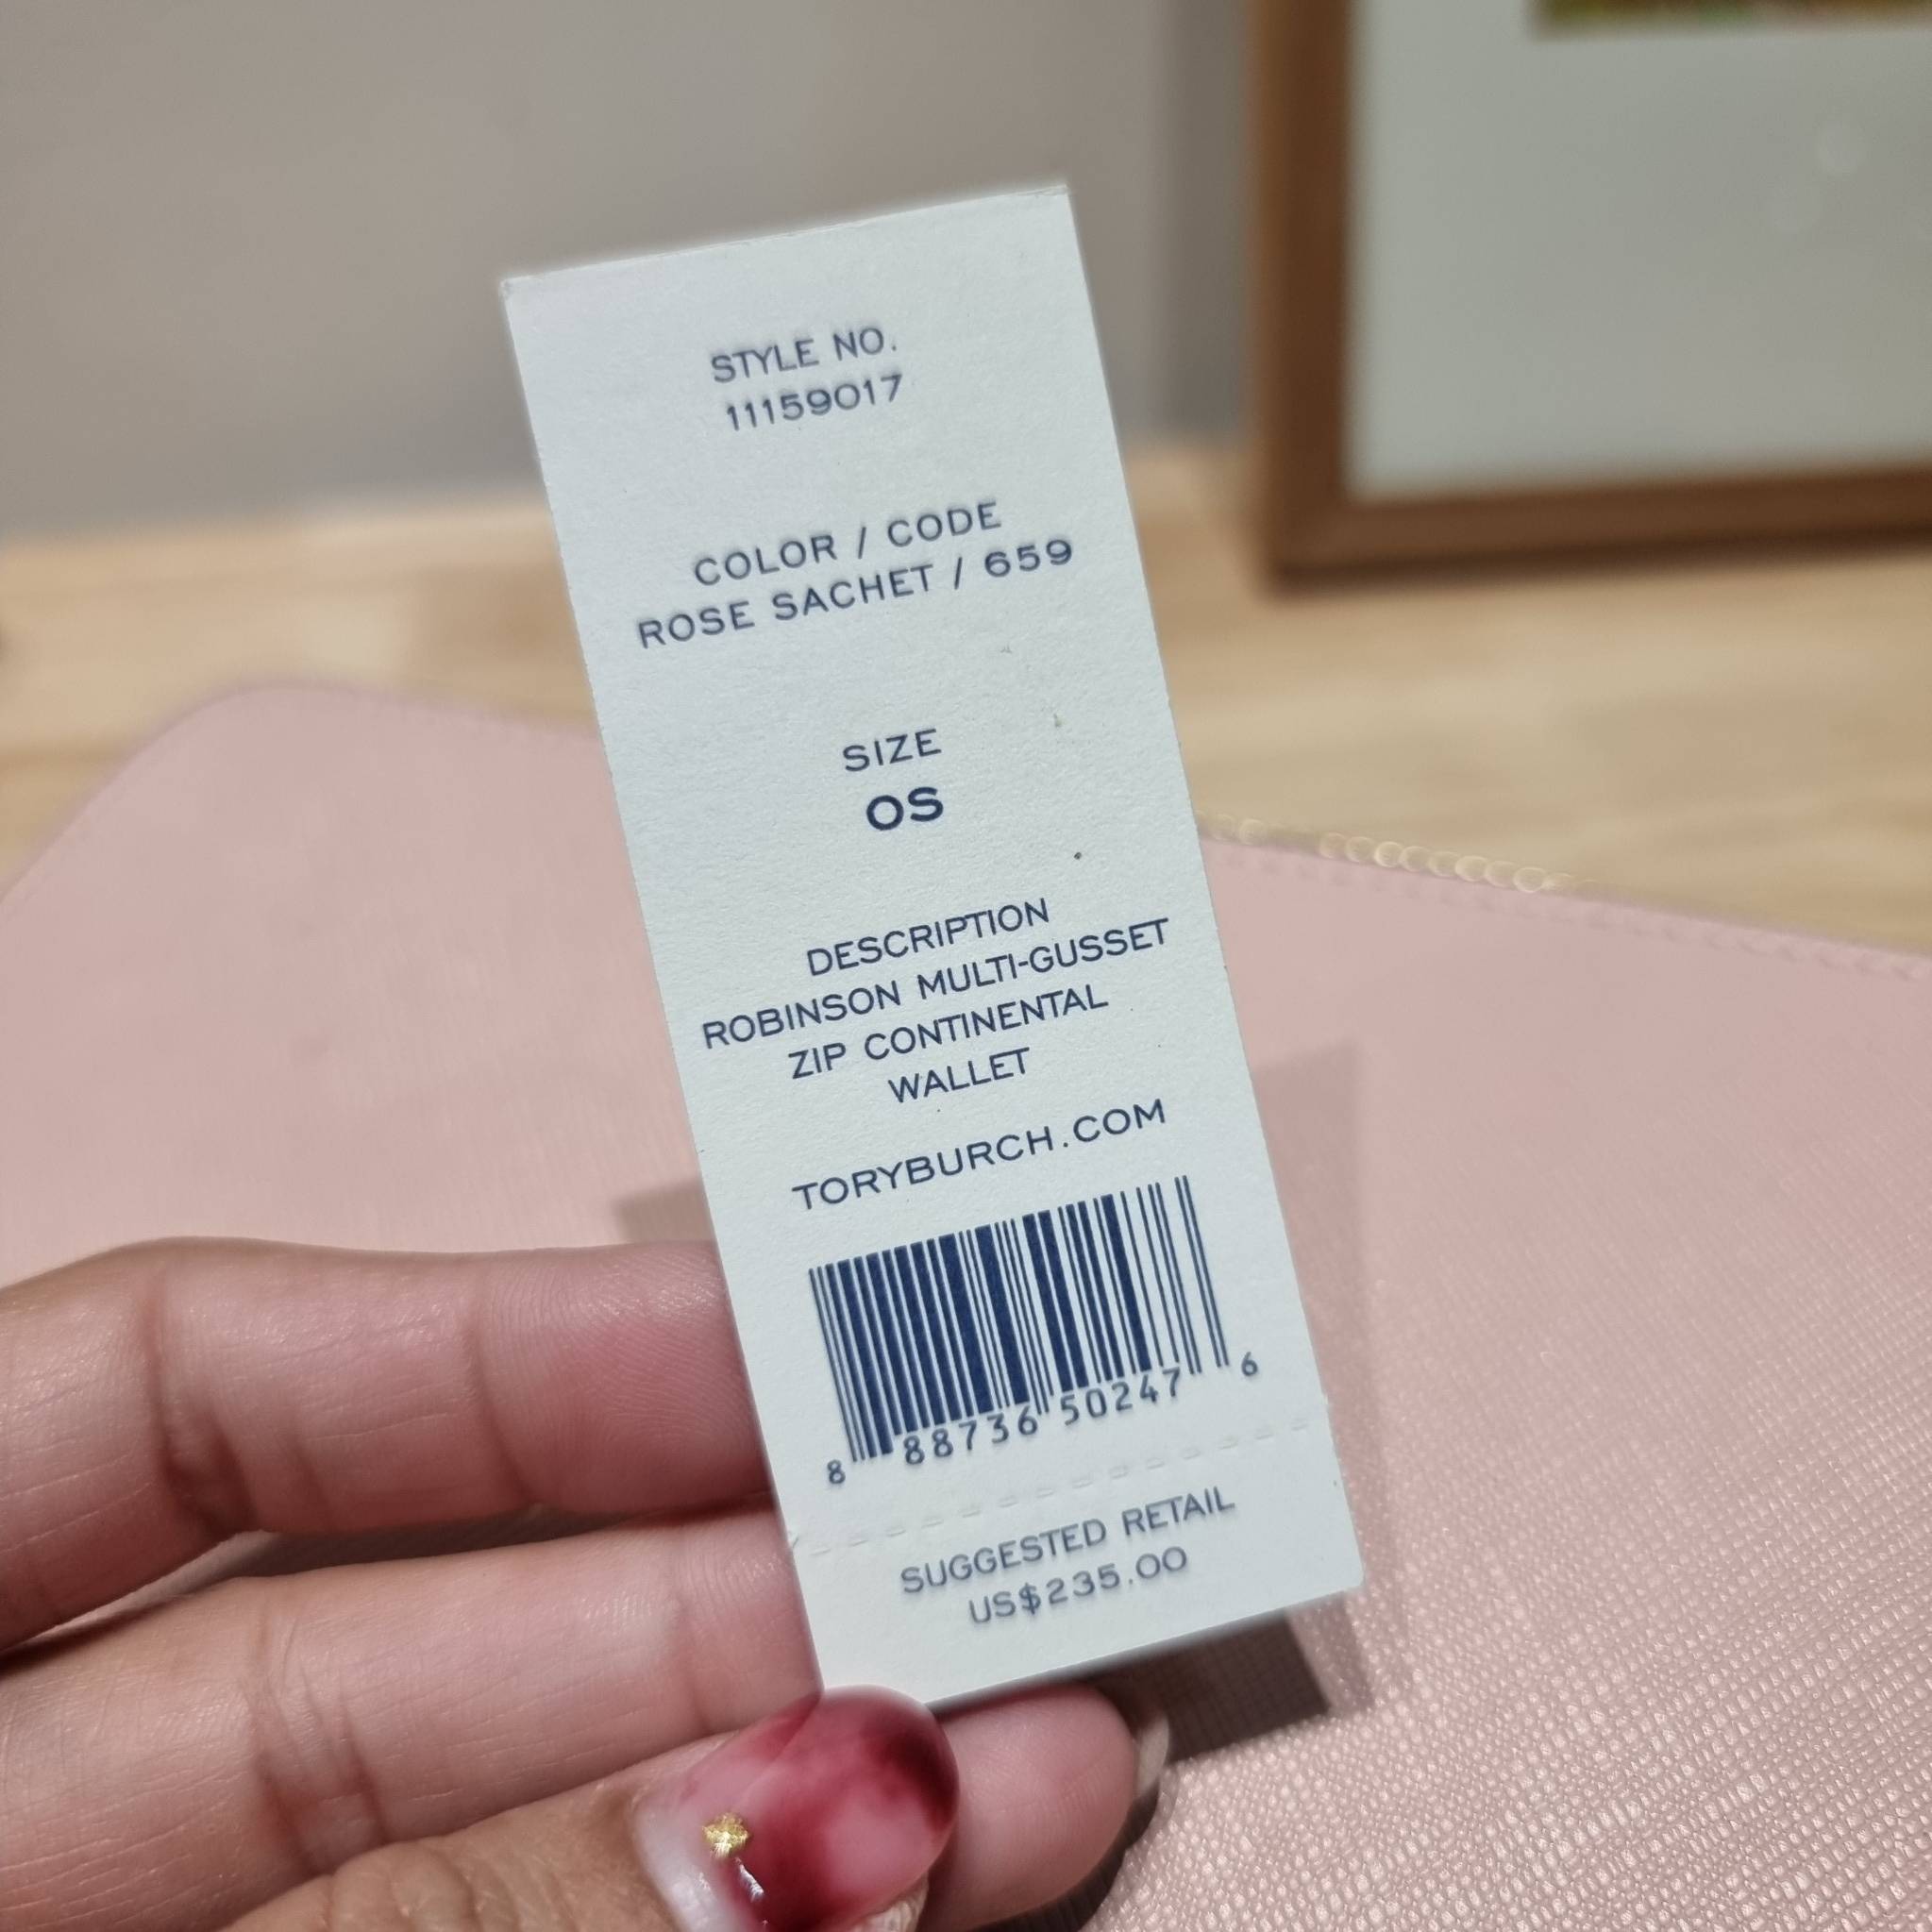 STYLE NO.
11159017
COLOR / CODE
ROSE SACHET / 659
SIZE
OS
DESCRIPTION
ROBINSON MULTI-GUSSET
ZIP CONTINENTAL
WALLET
TORYBURCH.COM
8 88736 50247 6
SUGGESTED RETAIL
US$235.00